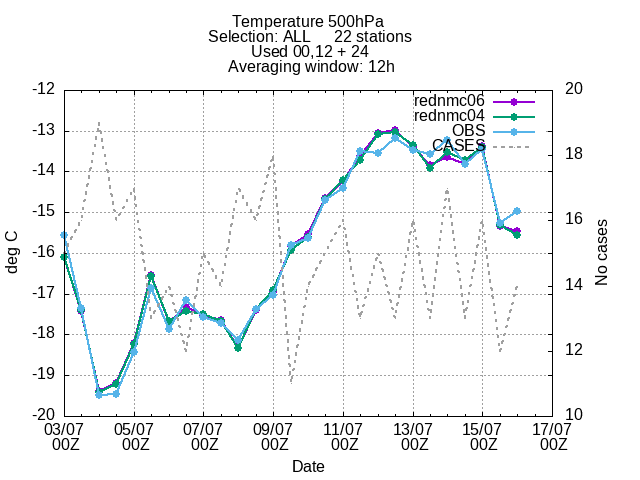 Temperature 500hPa
Selection: ALL 22 stations
Used 00,12 + 24
Averaging window: 12h
-12 20
rednmc06
rednmc04
-13 OBS
CASES 18
-14
-15 16
deg C
No cases
-16
-17 14
-18 12
-19
-20 10
03/07 05/07 07/07 09/07 11/07 13/07 15/07 17/07
00Z 00Z 00Z 00Z 00Z 00Z 00Z 00Z
Date